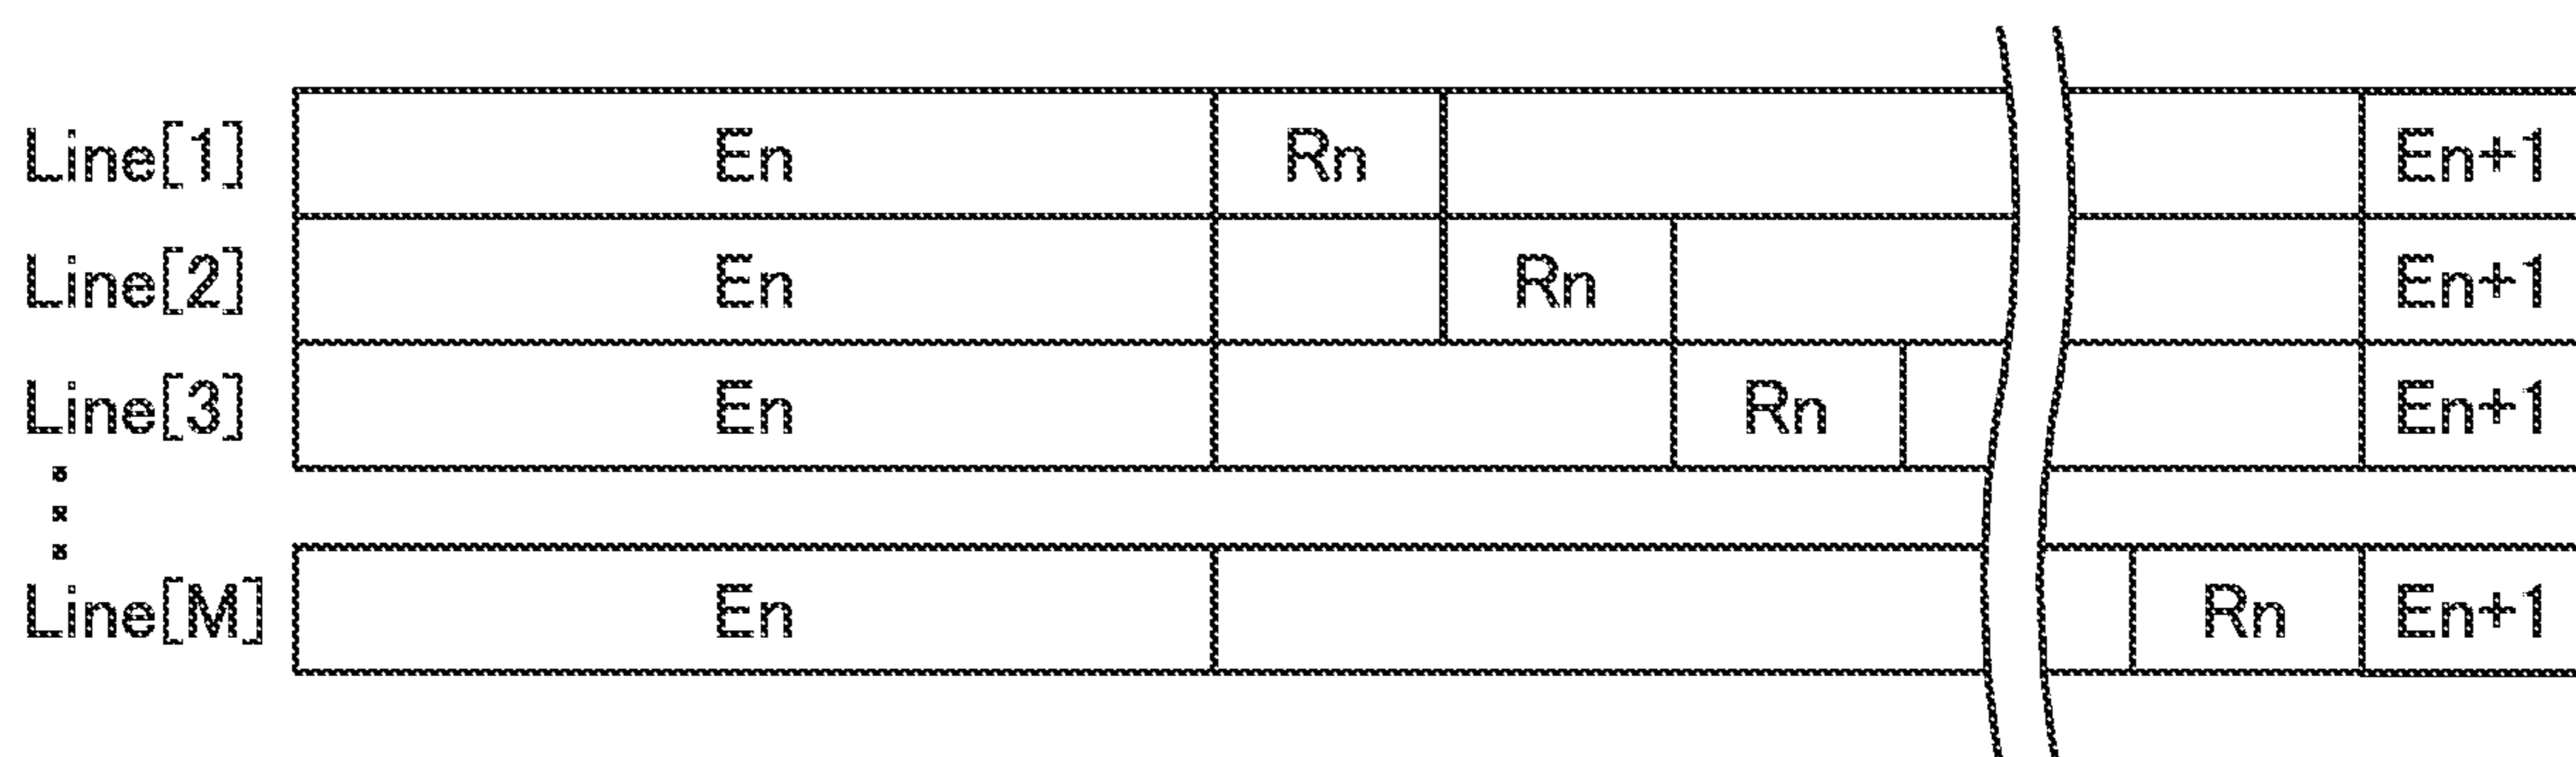 Line[1] En Rn En+1
Line[2] En Rn En+1
Line[3] En Rn En+1
Line[M] En Rn En+1